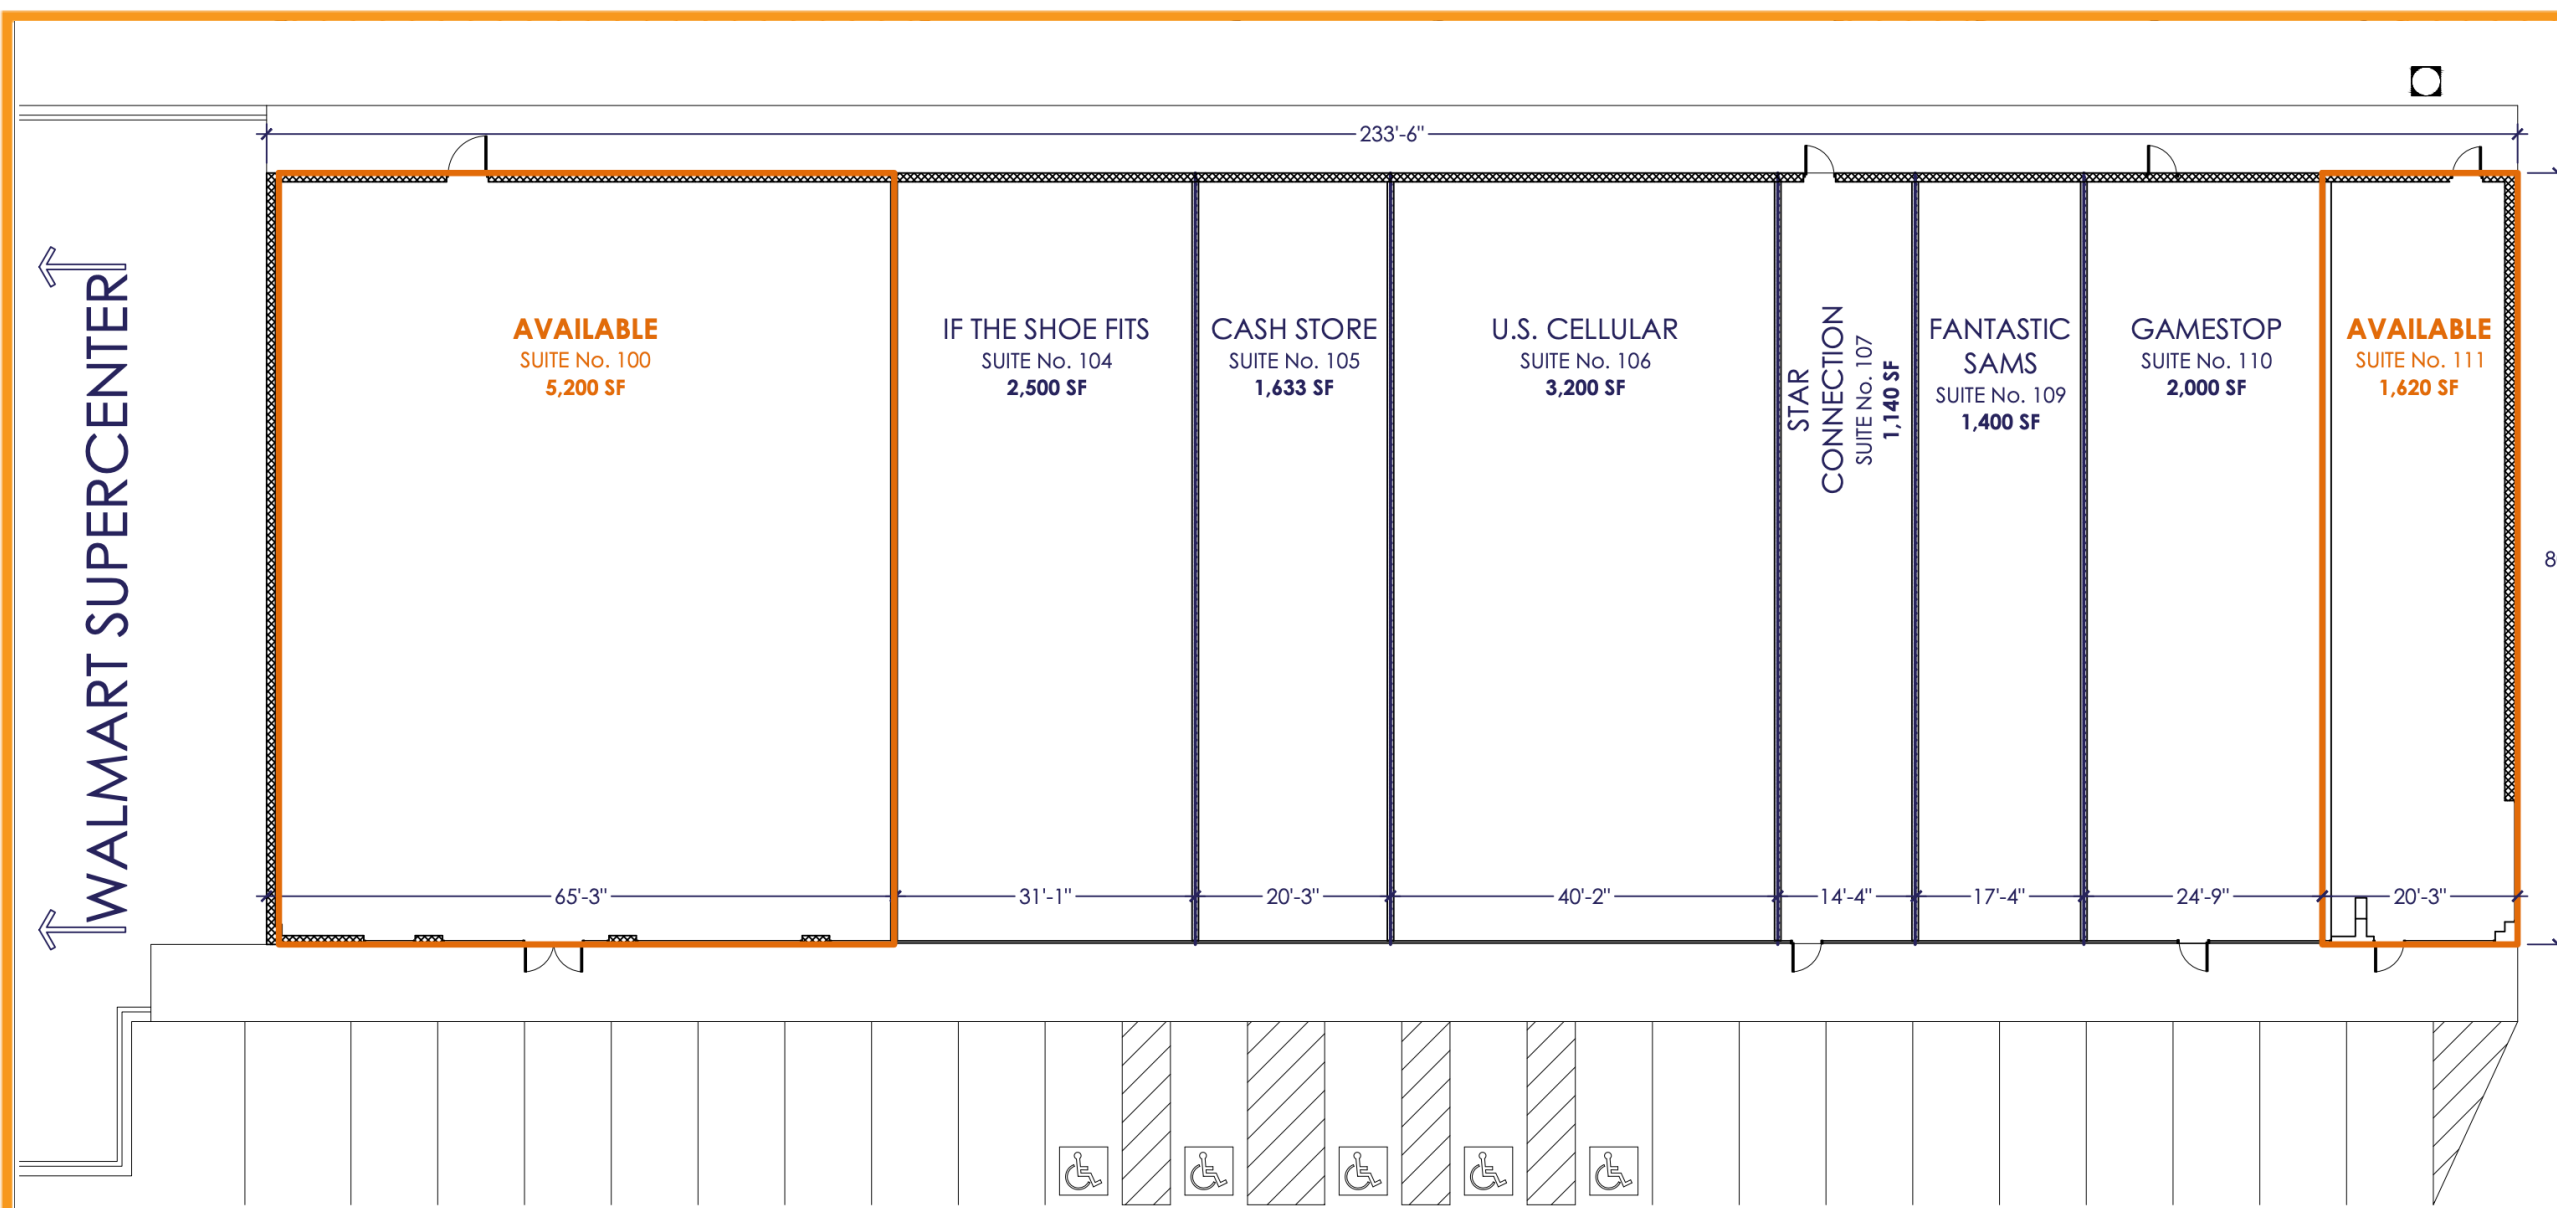 233'-6"
WALMART SUPERCENTER
AVAILABLE
SUITE No. 100
5,200 SF
IF THE SHOE FITS
SUITE No. 104
2,500 SF
CASH STORE
SUITE No. 105
1,633 SF
U.S. CELLULAR
SUITE No. 106
3,200 SF
STAR
CONNECTION
SUITE No. 107
1,140 SF
FANTASTIC
SAMS
SUITE No. 109
1,400 SF
GAMESTOP
SUITE No. 110
2,000 SF
AVAILABLE
SUITE No. 111
1,620 SF
8
65'-3" 31'-1" 20'-3" 40'-2" 14'-4" 17'-4" 24'-9" 20'-3"